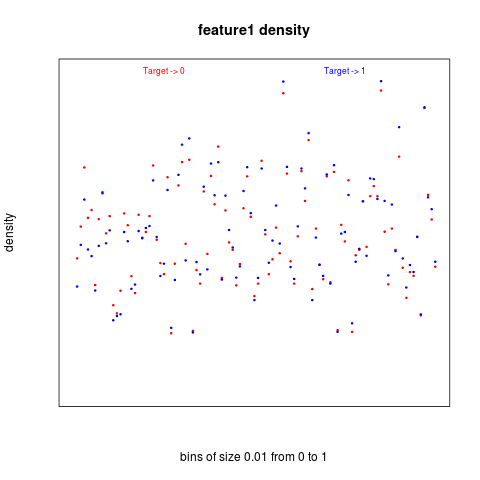 feature1 density
Target -> 0 Target -> 1
density
bins of size 0.01 from 0 to 1